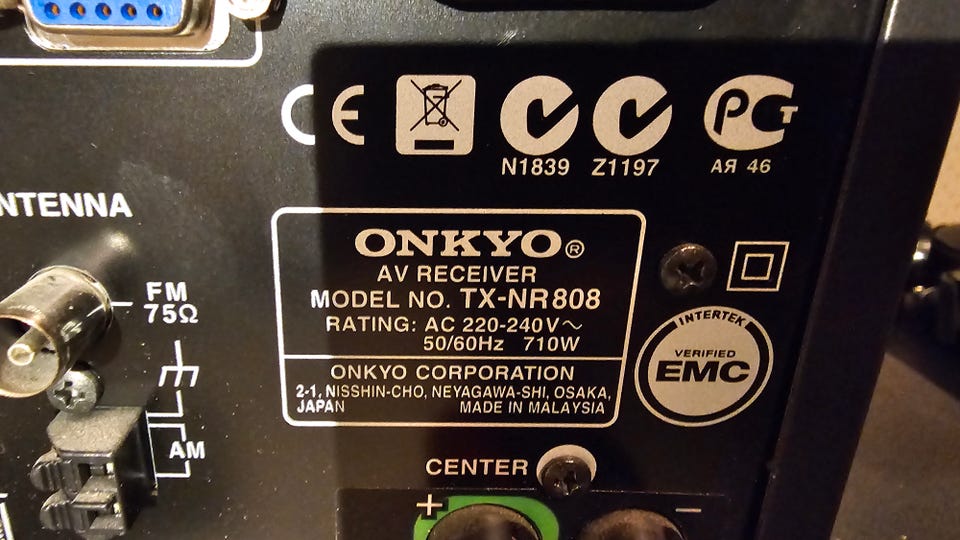 CE
N1839 Z1197
PCT
АЯ 46
NTENNA
FM
75Ω
AM
ONKYO®
AV RECEIVER
MODEL NO. TX-NR808
RATING: AC 220-240V~
50/60Hz 710W
ONKYO CORPORATION
2-1, NISSHIN-CHO, NEYAGAWA-SHI, OSAKA,
JAPAN MADE IN MALAYSIA
INTERTEK
VERIFIED
EMC
CENTER
+ −